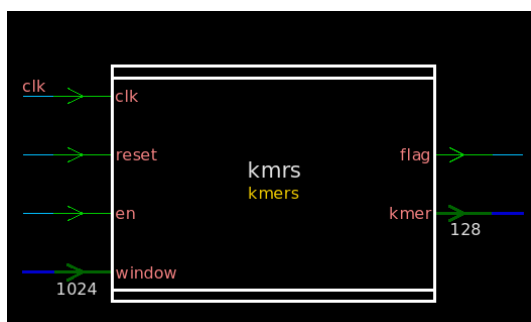 clk
clk
reset
en
window
1024
kmrs
kmers
flag
kmer
128